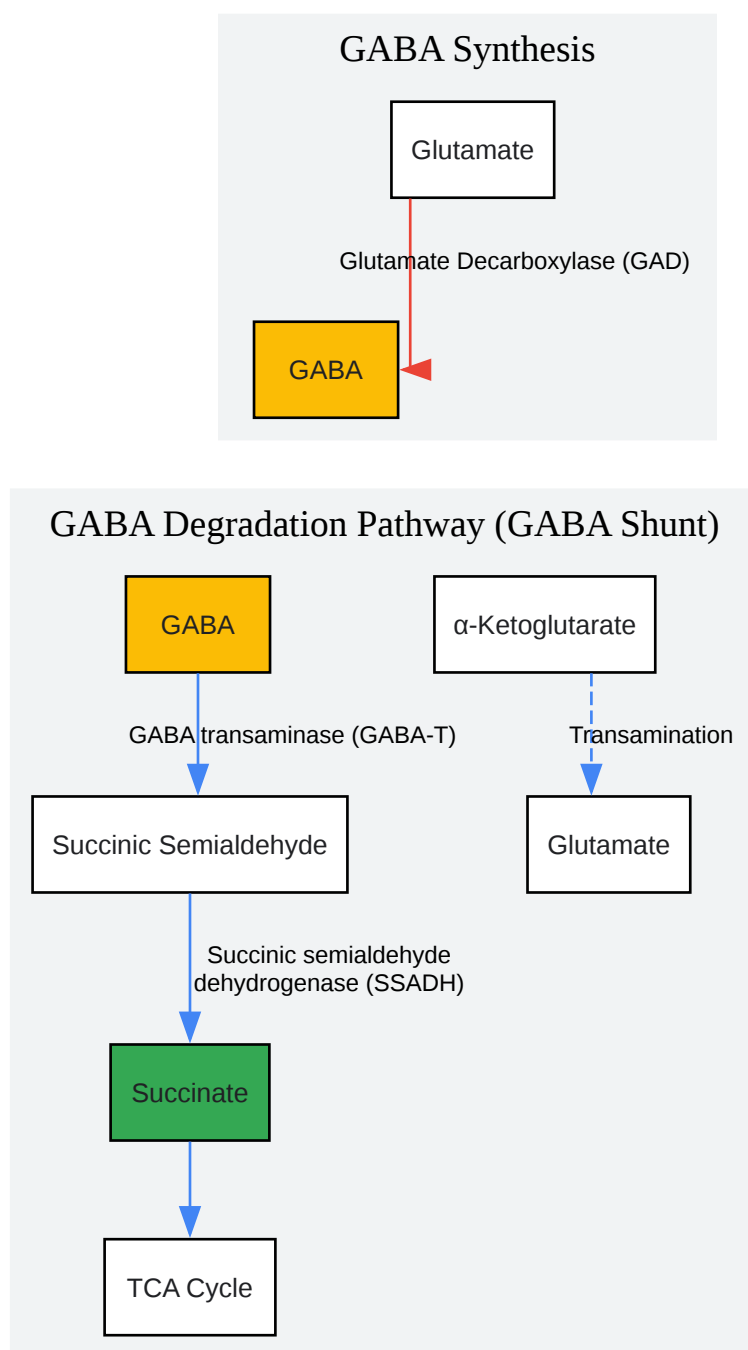 GABA Synthesis
Glutamate
Glutamate Decarboxylase (GAD)
GABA
GABA Degradation Pathway (GABA Shunt)
GABA
α-Ketoglutarate
GABA transaminase (GABA-T)
Transamination
Succinic Semialdehyde
Glutamate
Succinic semialdehyde
dehydrogenase (SSADH)
Succinate
TCA Cycle